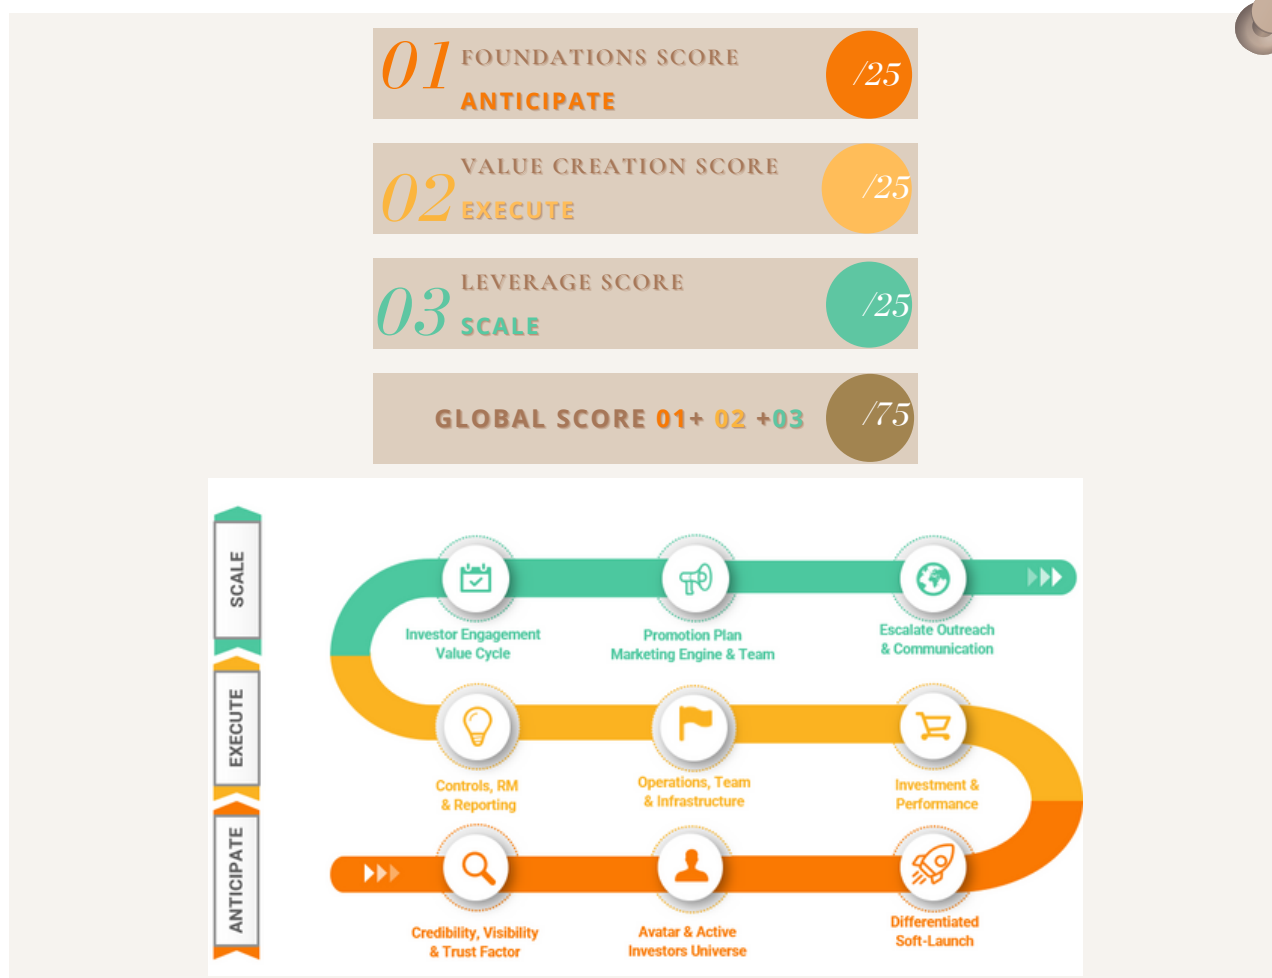 01 FOUNDATIONS SCORE
ANTICIPATE
/25
02 VALUE CREATION SCORE
EXECUTE
/25
03 LEVERAGE SCORE
SCALE
/25
GLOBAL SCORE 01+ 02 +03
/75
SCALE
Investor Engagement
Value Cycle
Promotion Plan
Marketing Engine & Team
Escalate Outreach
& Communication
EXECUTE
Controls, RM
& Reporting
Operations, Team
& Infrastructure
Investment &
Performance
ANTICIPATE
Credibility, Visibility
& Trust Factor
Avatar & Active
Investors Universe
Differentiated
Soft-Launch